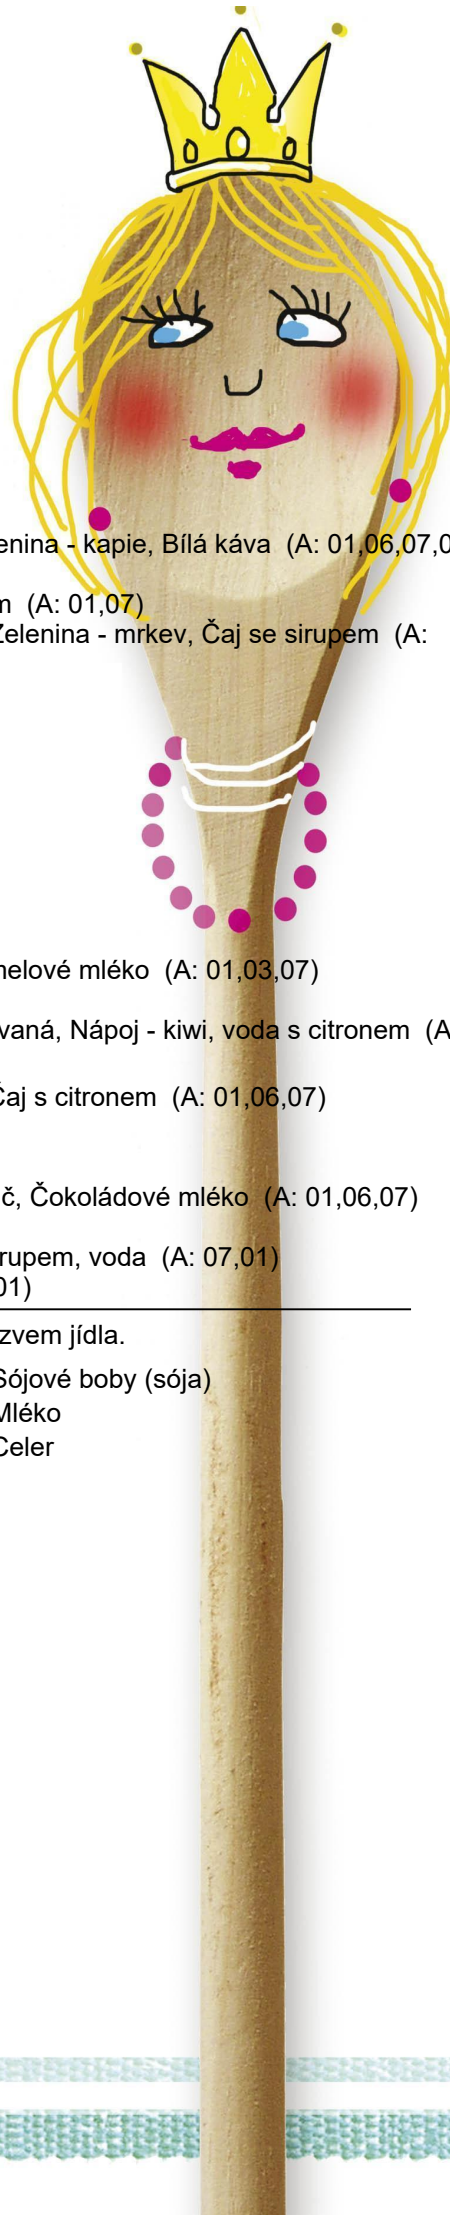 enina - kapie, Bílá káva (A: 01,06,07,0
m (A: 01,07)
Zelenina - mrkev, Čaj se sirupem (A:
nelové mléko (A: 01,03,07)
vaná, Nápoj - kiwi, voda s citronem (A
Čaj s citronem (A: 01,06,07)
č, Čokoládové mléko (A: 01,06,07)
rupem, voda (A: 07,01)
01)
zvem jídla.
Sójové boby (sója)
Mléko
Celer